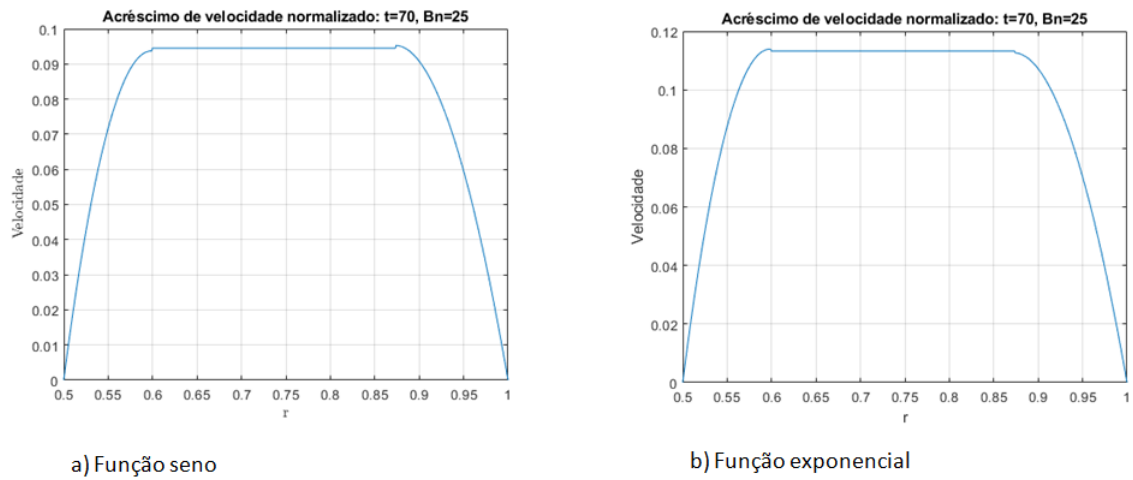 Acréscimo de velocidade normalizado: t=70, Bn=25
0.1
0.09
0.08
0.07
0.06
0.05
0.04
0.03
0.02
0.01
0
Velocidade
0.5 0.55 0.6 0.65 0.7 0.75 0.8 0.85 0.9 0.95 1
r
a) Função seno
Acréscimo de velocidade normalizado: t=70, Bn=25
0.12
0.1
0.08
0.06
0.04
0.02
0
Velocidade
0.5 0.55 0.6 0.65 0.7 0.75 0.8 0.85 0.9 0.95 1
r
b) Função exponencial